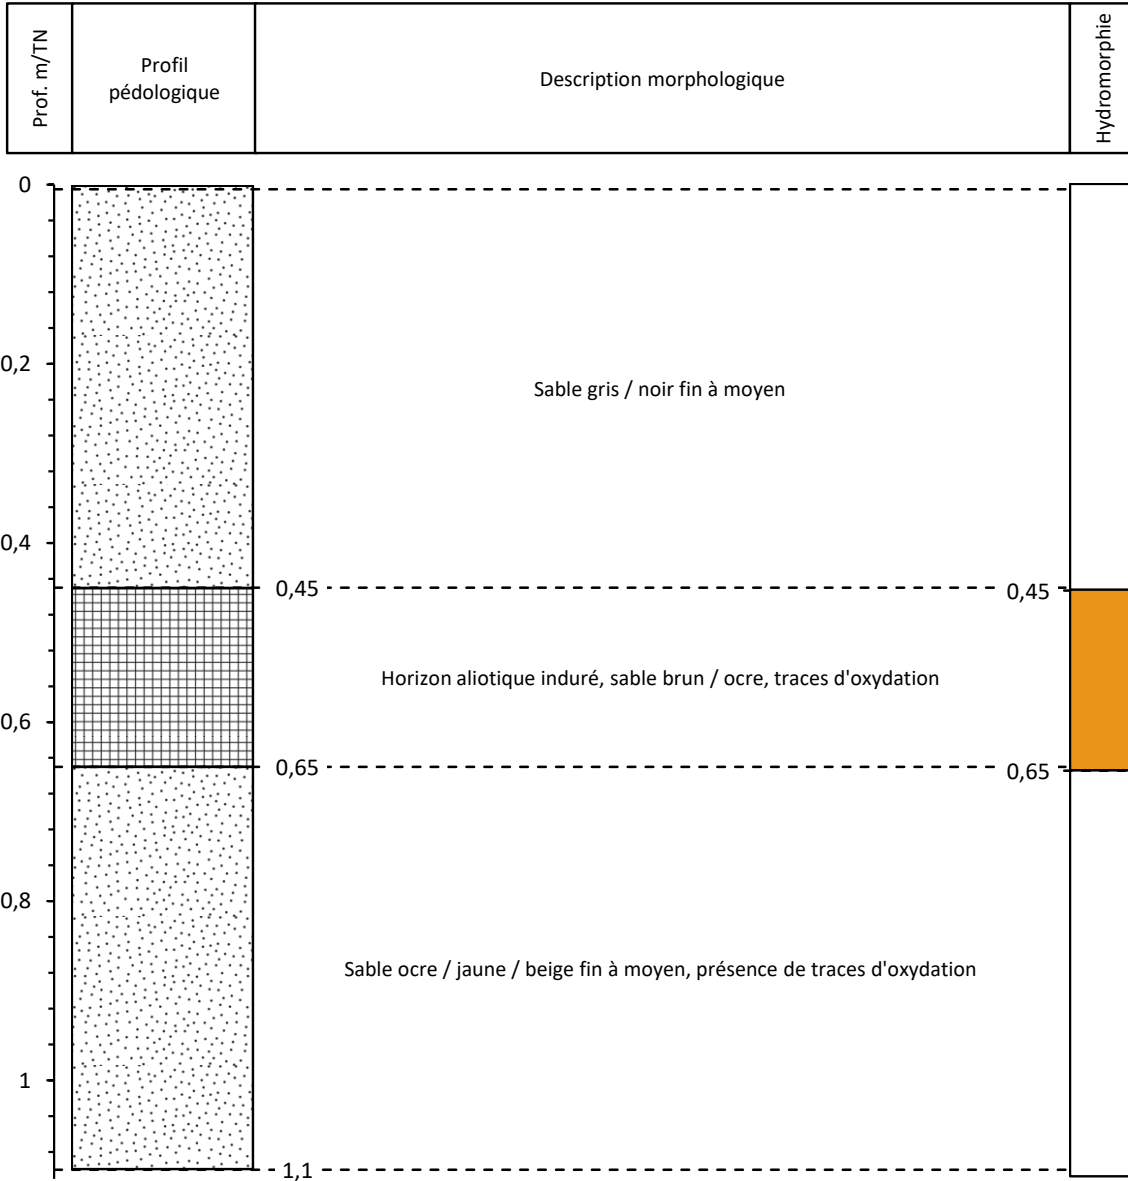 Prof. m/TN
Profil
pédologique
Description morphologique
Hydromorphie
0
0,2
Sable gris / noir fin à moyen
0,4
0,45
0,45
Horizon aliotique induré, sable brun / ocre, traces d'oxydation
0,6
0,65
0,65
0,8
Sable ocre / jaune / beige fin à moyen, présence de traces d'oxydation
1
1,1